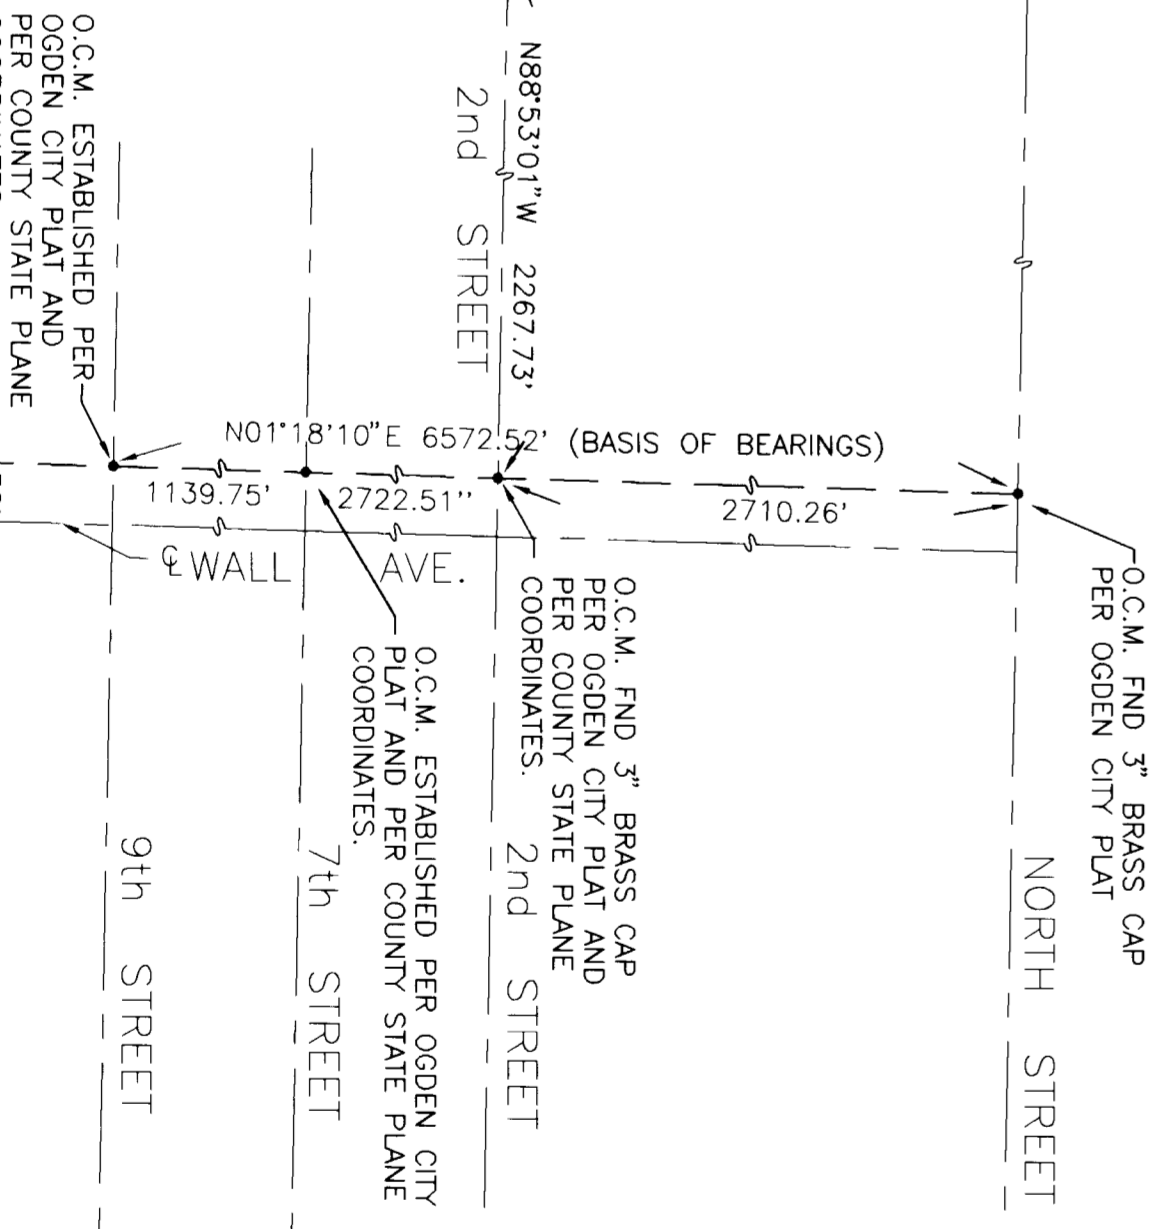 O.C.M. ESTABLISHED PER
OGDEN CITY PLAT AND
PER COUNTY STATE PLANE
N88°53'01"W 2267.73'
2nd STREET
N01°18'10"E 6572.52' (BASIS OF BEARINGS)
1139.75'
2722.51"
2710.26'
℄ WALL AVE.
O.C.M. FND 3" BRASS CAP
PER OGDEN CITY PLAT
O.C.M. FND 3" BRASS CAP
PER OGDEN CITY PLAT AND
PER COUNTY STATE PLANE
COORDINATES.
O.C.M. ESTABLISHED PER OGDEN CITY
PLAT AND PER COUNTY STATE PLANE
COORDINATES.
NORTH STREET
2nd STREET
7th STREET
9th STREET